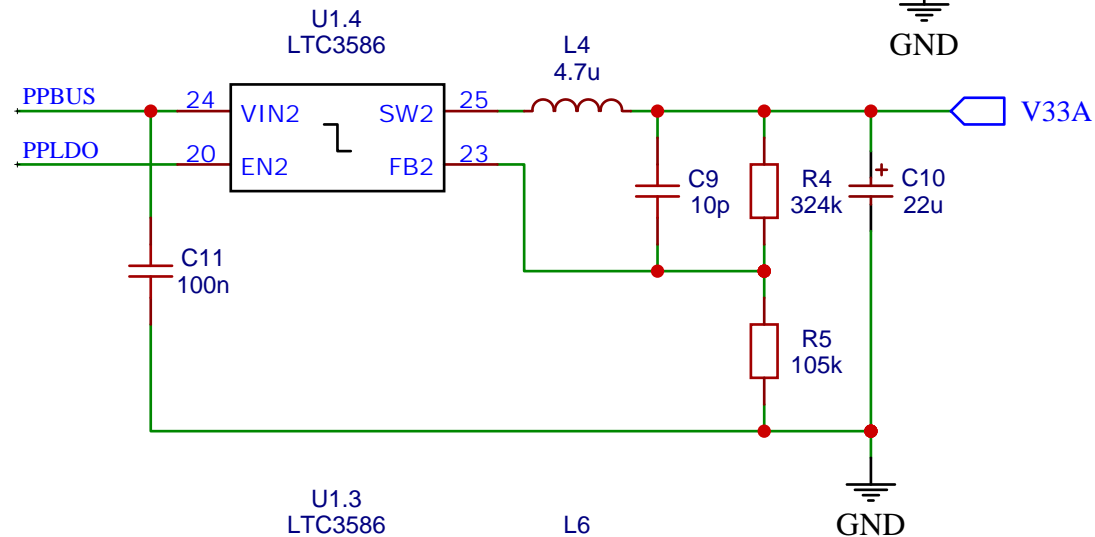 U1.4
LTC3586
GND
L4
4.7u
PPBUS
24
VIN2
SW2
25
V33A
PPLDO
20
EN2
FB2
23
C9
10p
R4
324k
+
C10
22u
C11
100n
R5
105k
U1.3
LTC3586
L6
GND